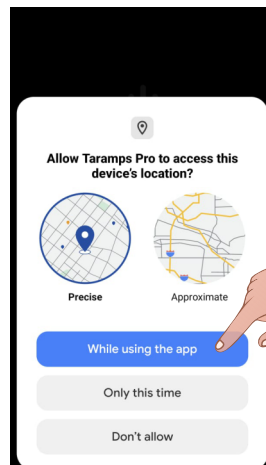 Allow Taramps Pro to access this
device's location?
Precise
Approximate
While using the app
Only this time
Don't allow